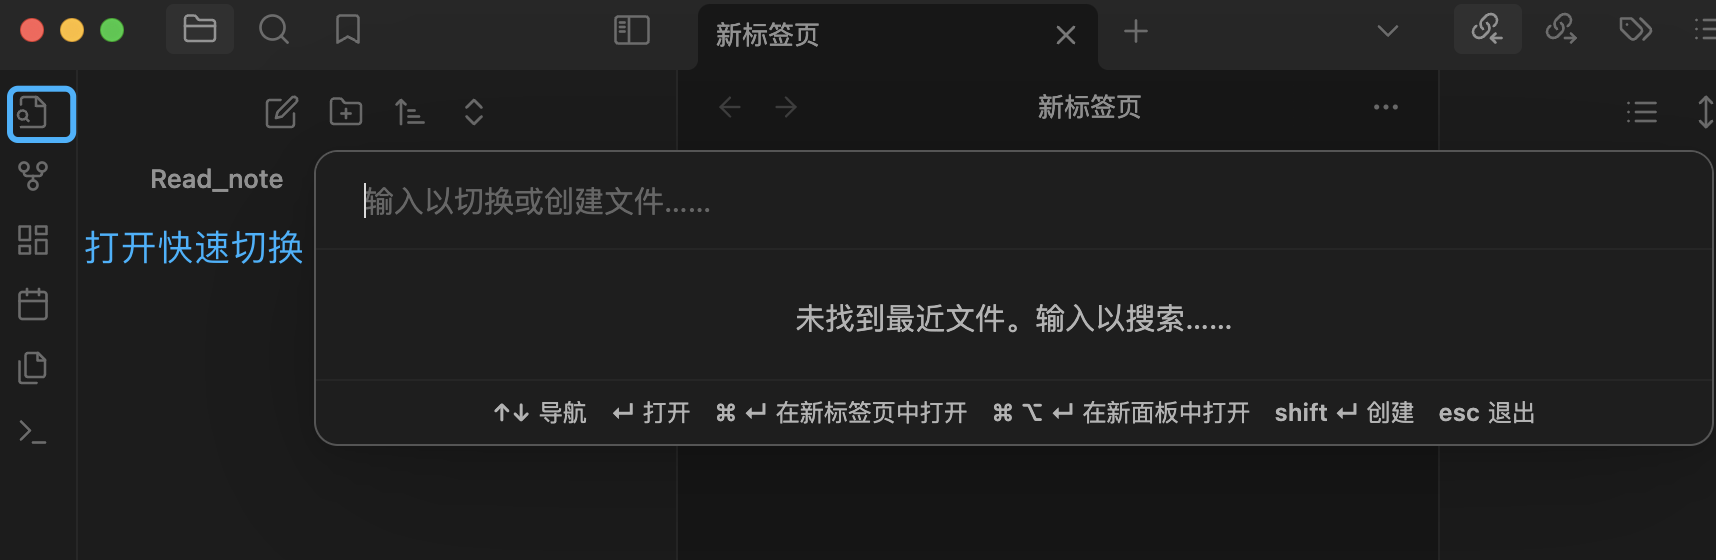 新标签页
新标签页
Read_note
打开快速切换
输入以切换或创建文件......
未找到最近文件。输入以搜索......
↑↓ 导航 ↵ 打开 ⌘ ↵ 在新标签页中打开 ⌘ ⌥ ↵ 在新面板中打开 shift ↵ 创建 esc 退出